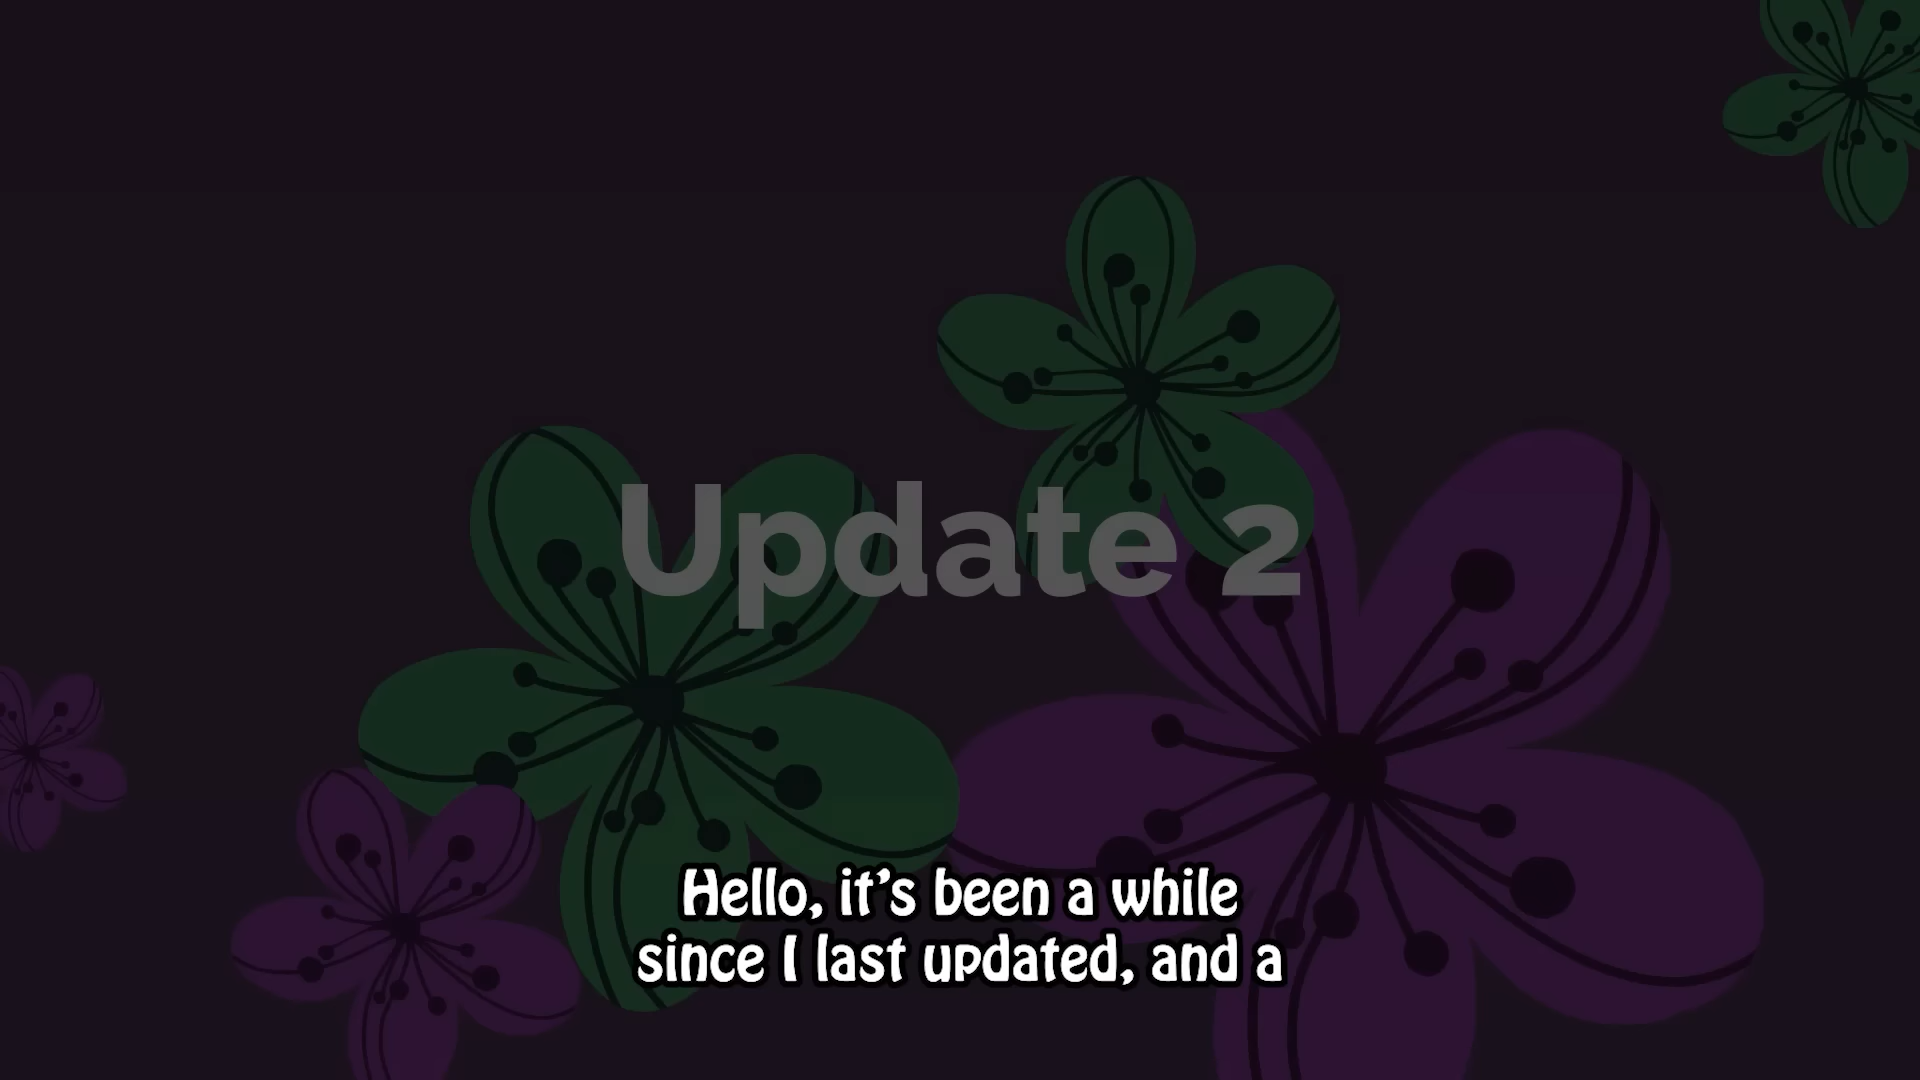 Update 2
Hello, it’s been a while
since I last updated, and a